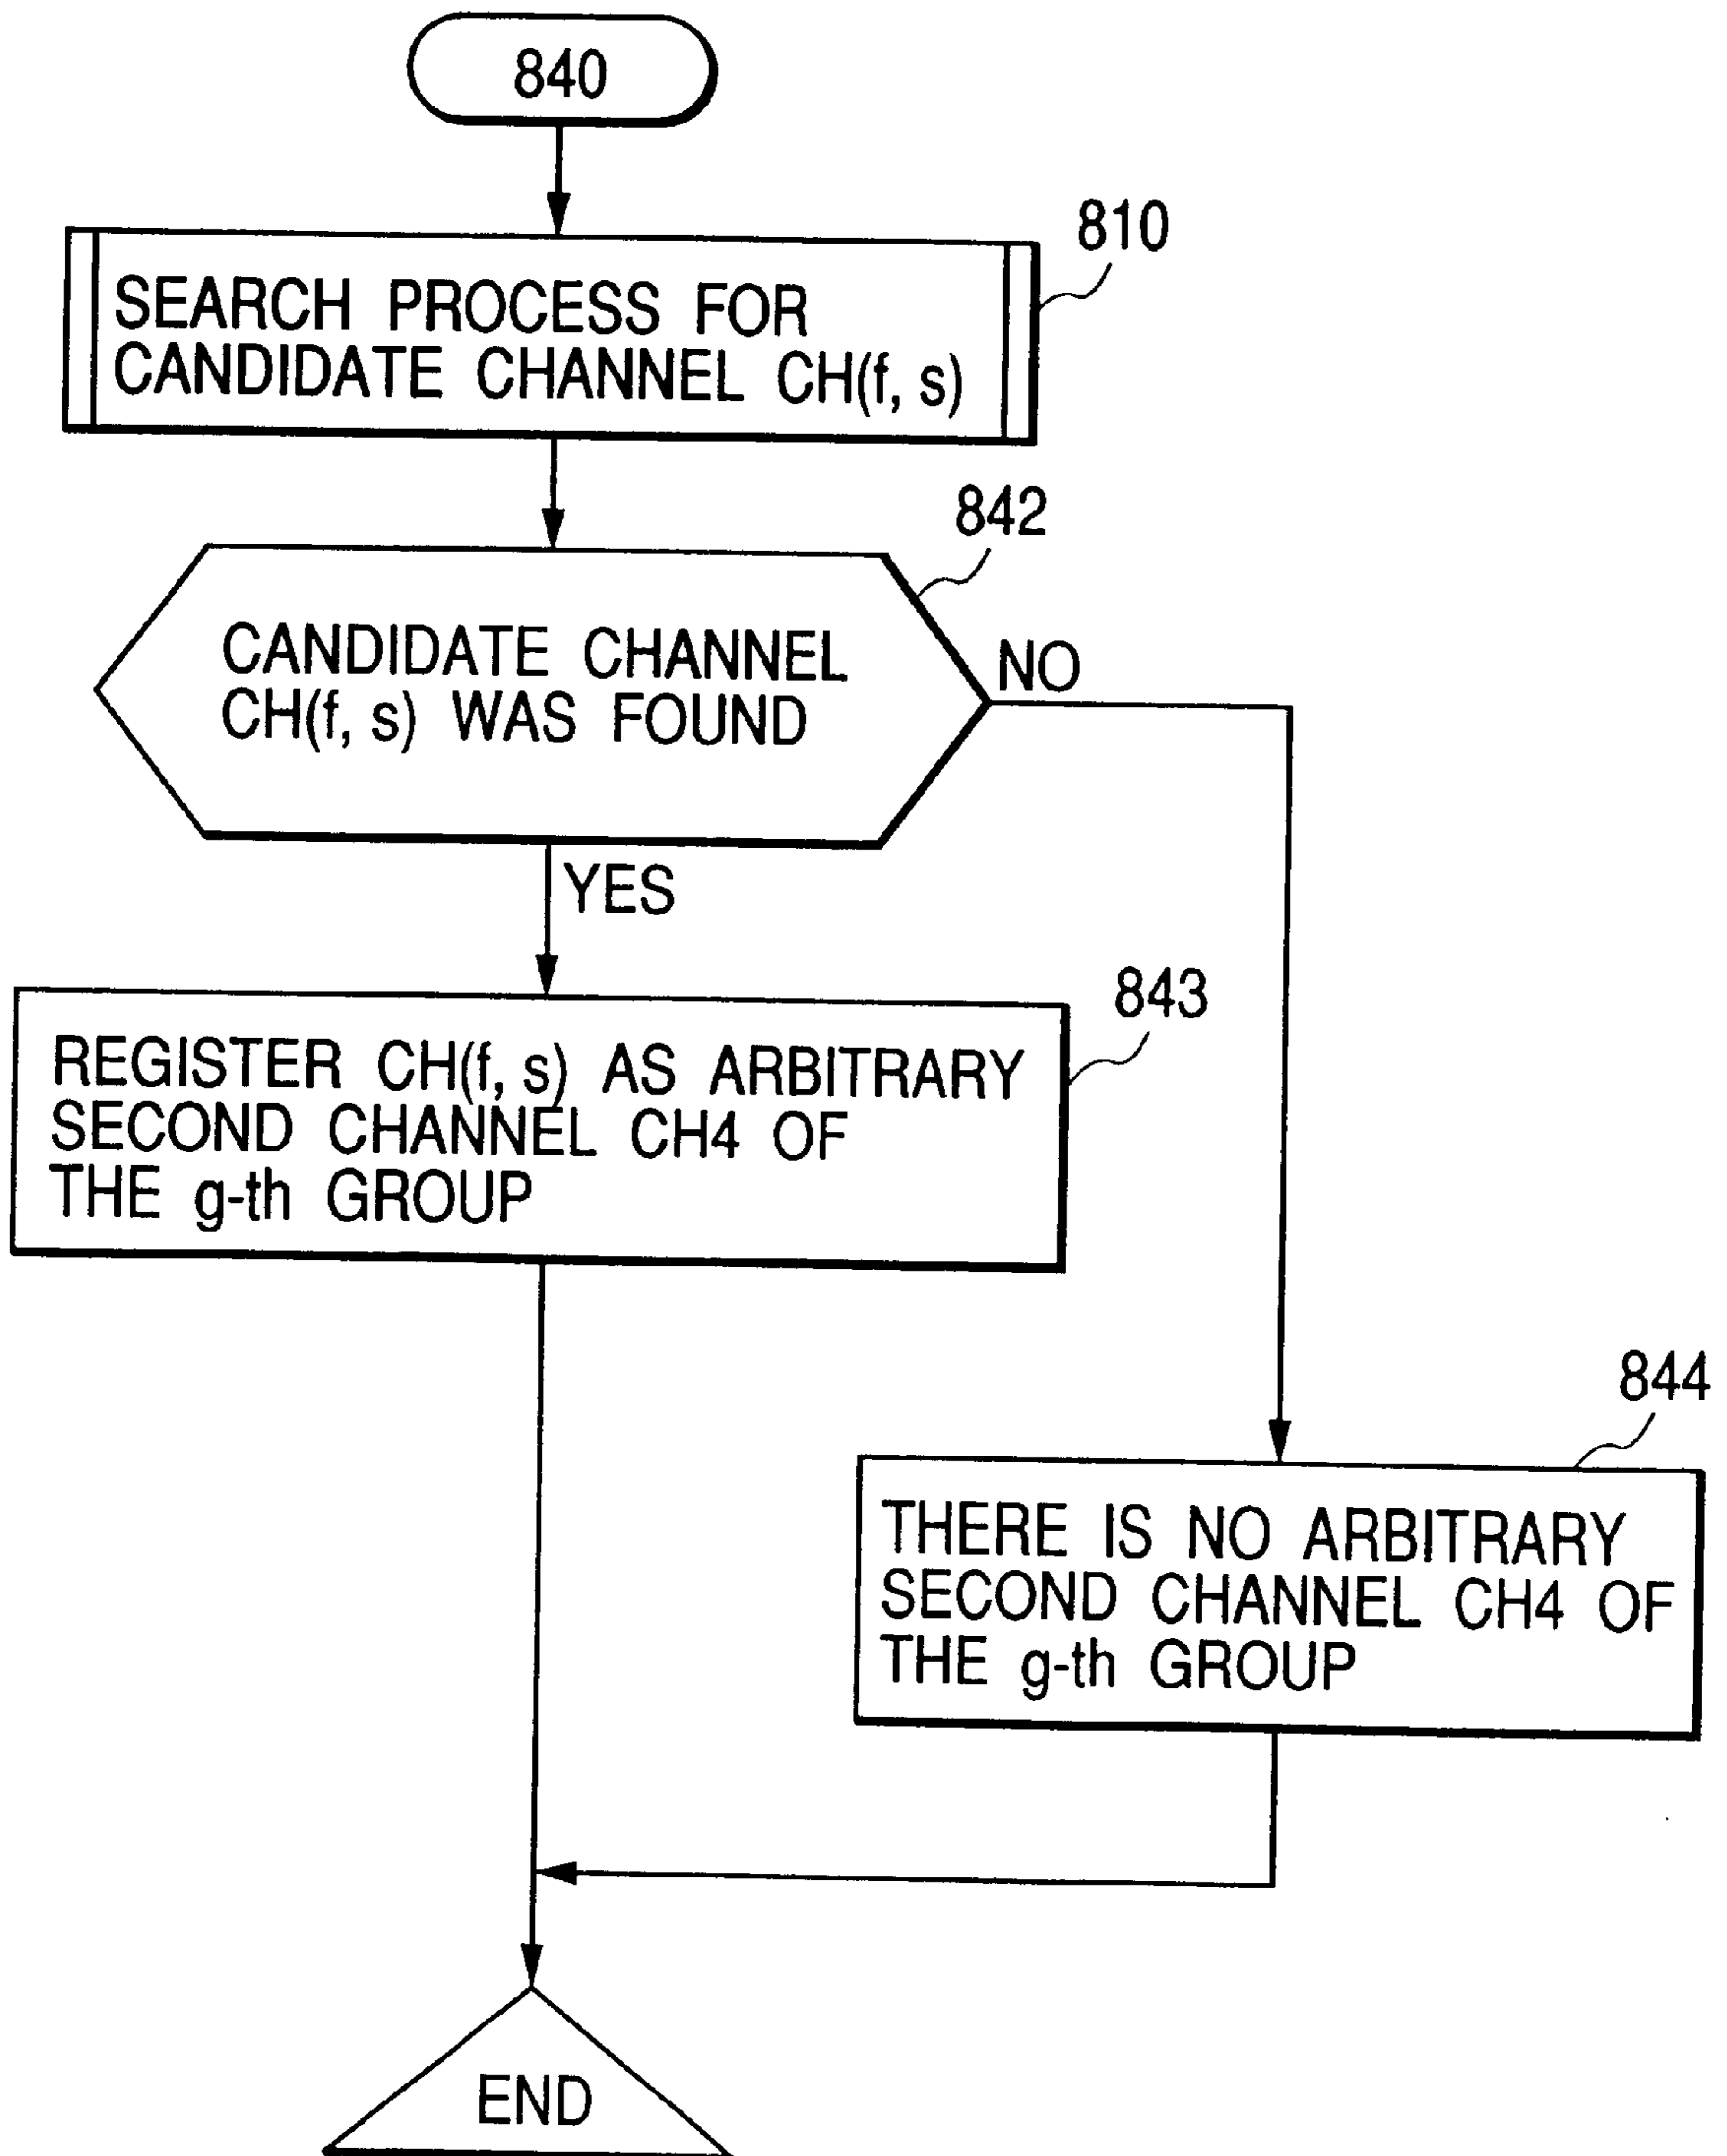 840
810
SEARCH PROCESS FOR
CANDIDATE CHANNEL CH(f, s)
842
CANDIDATE CHANNEL
CH(f, s) WAS FOUND
NO
YES
843
REGISTER CH(f, s) AS ARBITRARY
SECOND CHANNEL CH4 OF
THE g-th GROUP
844
THERE IS NO ARBITRARY
SECOND CHANNEL CH4 OF
THE g-th GROUP
END